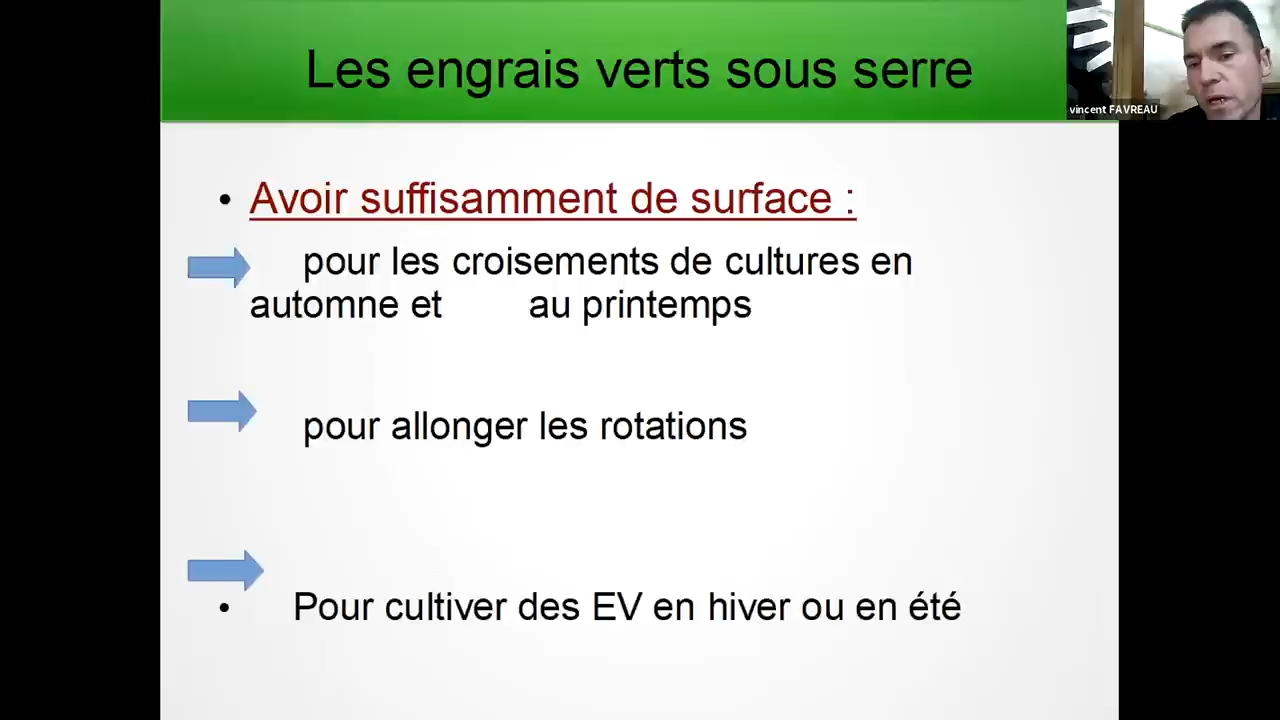 Les engrais verts sous serre
vincent FAVREAU
• Avoir suffisamment de surface :
pour les croisements de cultures en
automne et au printemps
pour allonger les rotations
• Pour cultiver des EV en hiver ou en été